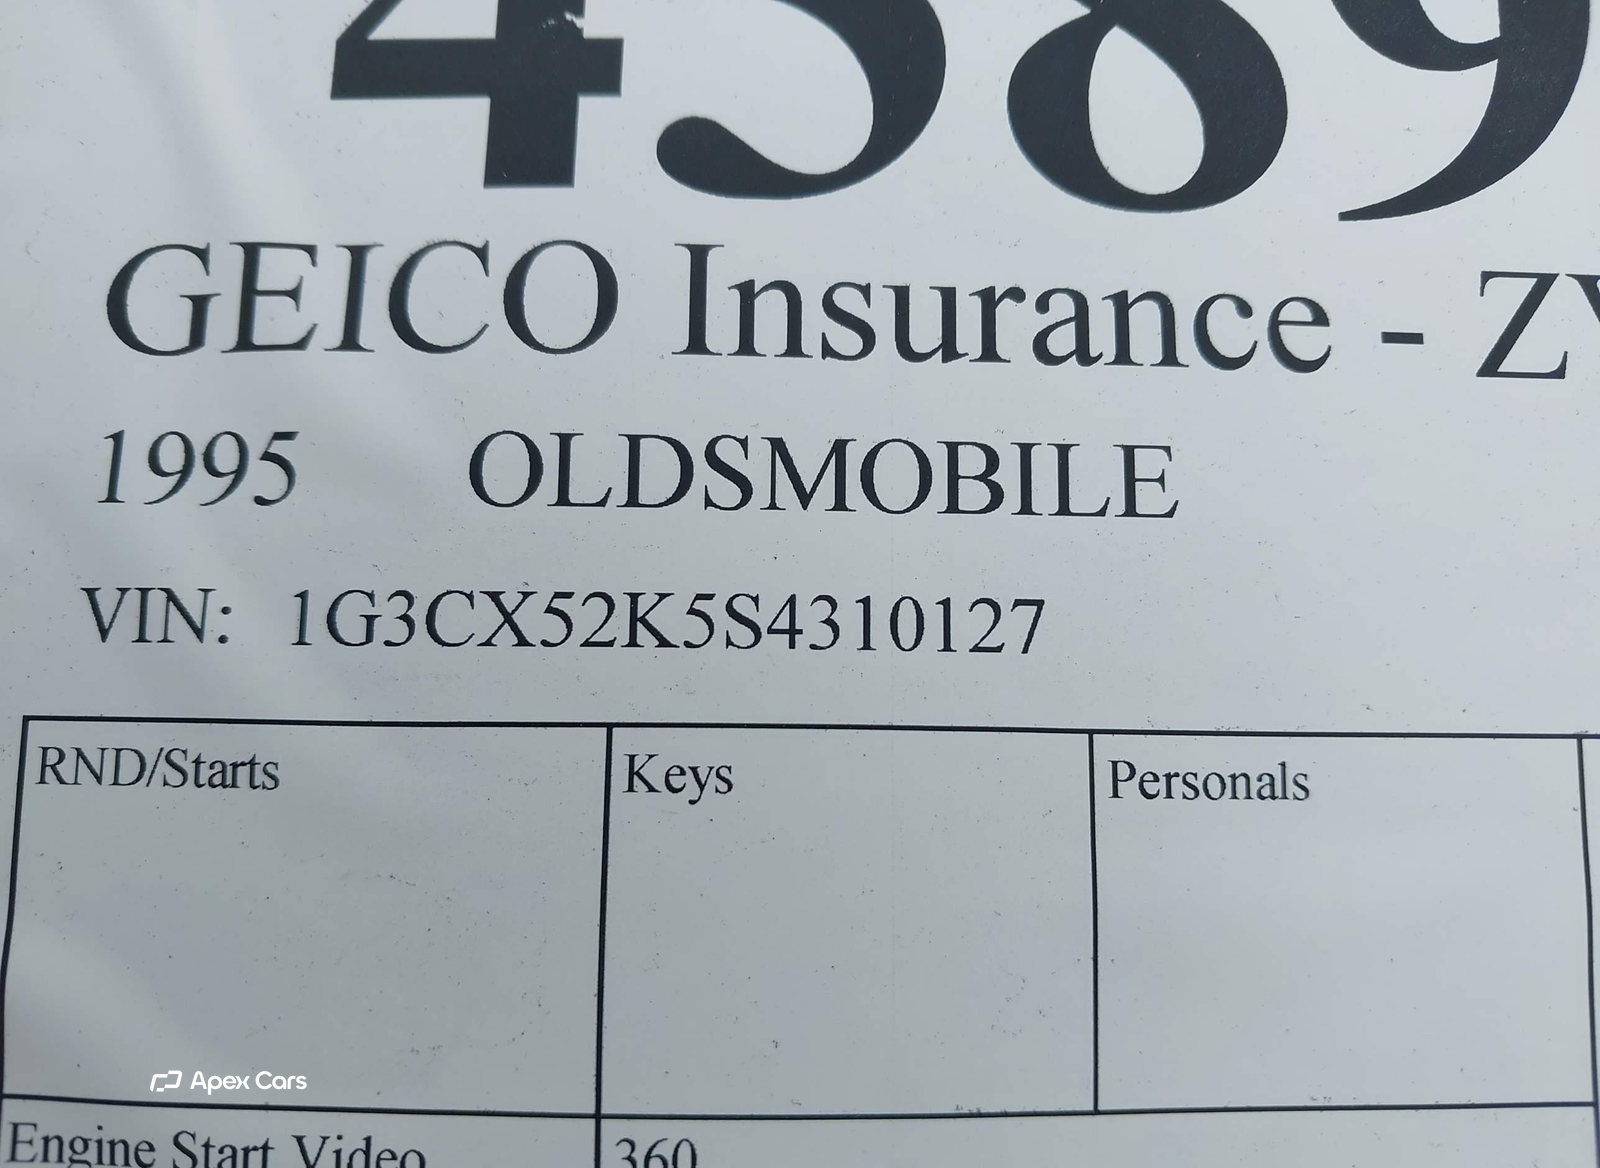 4589
GEICO Insurance - ZY
1995 OLDSMOBILE
VIN: 1G3CX52K5S4310127
RND/Starts Keys Personals
Apex Cars
Engine Start Video 360